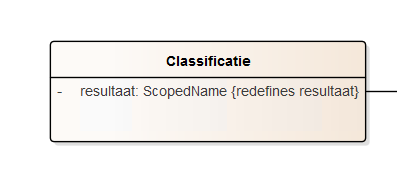 Classificatie
- resultaat: ScopedName {redefines resultaat}